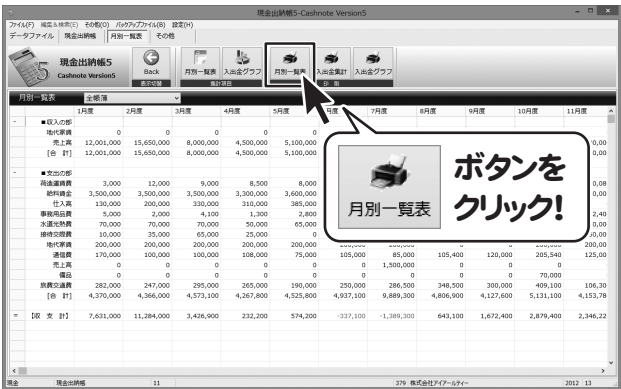 現金出納帳5-Cashnote Version5
ファイル(F) 編集&検索(E) その他(O) バックアップファイル(B) 設定(H)
データファイル 現金出納帳 月別一覧表 その他
現金出納帳5
Cashnote Version5
Back 月別一覧表 入出金グラフ 月別一覧表 入出金集計 入出金グラフ
表示切替 集計項目 印刷
月別一覧表 全帳簿
1月度 2月度 3月度 4月度 5月度 7月度 8月度 9月度 10月度 11月度
- ■収入の部
地代家賃 0 0 0 0
売上高 12,001,000 15,650,000 8,000,000 4,500,000 5,100,000
[合 計] 12,001,000 15,650,000 8,000,000 4,500,000 5,100,000
- ■支出の部
荷造運賃費 3,000 12,000 9,000 8,500 8,000
給料賃金 3,500,000 3,500,000 3,500,000 3,300,000 3,600,000
仕入高 130,000 200,000 330,000 310,000 385,000
事務用品費 5,000 2,000 4,100 1,300 2,800
水道光熱費 70,000 70,000 70,000 50,000 65,000
接待交際費 10,000 35,000 65,000 25,000 0
地代家賃 200,000 200,000 200,000 200,000 200,000 200,00
通信費 170,000 100,000 100,000 108,000 75,000 105,000 85,000 105,400 120,000 205,540 125,00
売上高 0 0 0 0 0 0 1,500,000 0 0 0
備品 0 0 0 0 0 0 0 0 0 70,000
旅費交通費 282,000 247,000 295,000 265,000 190,000 250,000 286,500 348,500 300,000 409,100 106,30
[合 計] 4,370,000 4,366,000 4,573,100 4,267,800 4,525,800 4,937,100 9,889,300 4,806,900 4,127,600 5,131,100 4,153,78
= 【収 支 計】 7,631,000 11,284,000 3,426,900 232,200 574,200 -337,100 -1,389,300 643,100 1,672,400 2,879,400 2,346,22
月別一覧表
ボタンを
クリック!
現金 現金出納帳 11 379 株式会社アイアールティー 2012 13